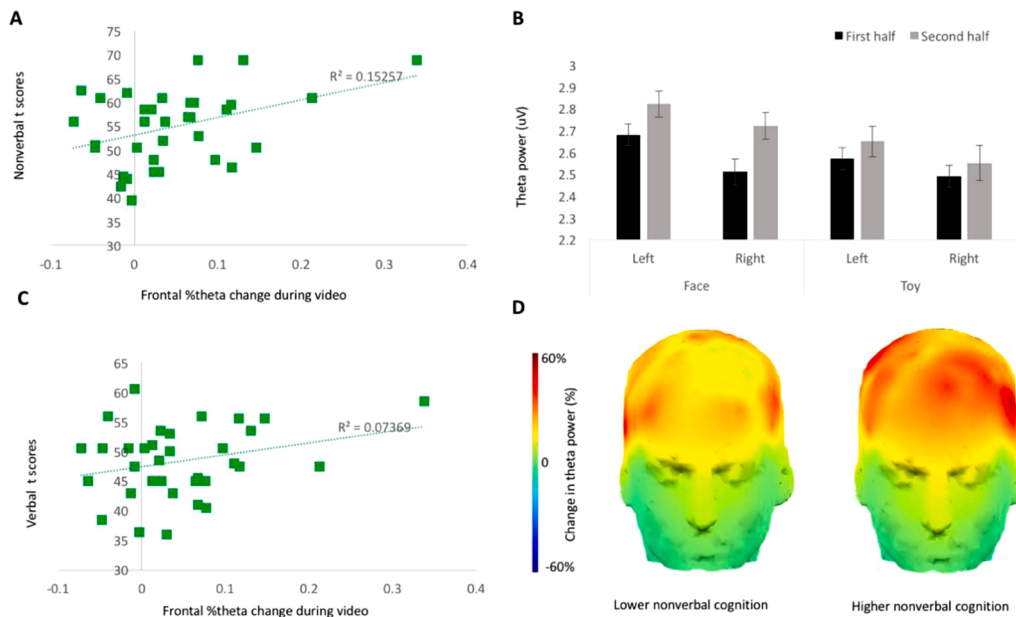 A
Nonverbal t scores
75
70
65
60
55
50
45
40
35
30
R² = 0.15257
-0.1
0
0.1
0.2
0.3
0.4
Frontal %theta change during video
B
First half
Second half
Theta power (uV)
3
2.9
2.8
2.7
2.6
2.5
2.4
2.3
2.2
Left
Right
Left
Right
Face
Toy
C
Verbal t scores
65
60
55
50
45
40
35
30
R² = 0.07369
-0.1
0
0.1
0.2
0.3
0.4
Frontal %theta change during video
D
Change in theta power (%)
60%
0
-60%
Lower nonverbal cognition
Higher nonverbal cognition